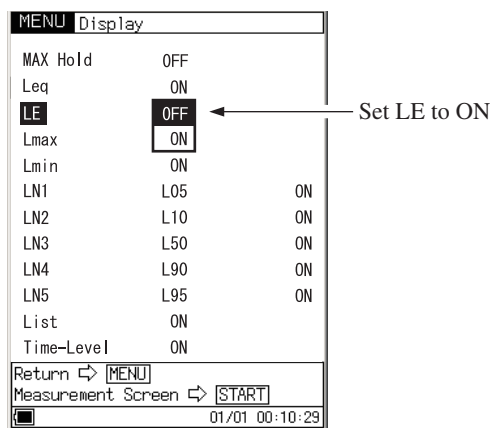 MENU Display
MAX Hold OFF
Leq ON
LE OFF
Set LE to ON
Lmax ON
Lmin ON
LN1 L05 ON
LN2 L10 ON
LN3 L50 ON
LN4 L90 ON
LN5 L95 ON
List ON
Time-Level ON
Return ⇨ MENU
Measurement Screen ⇨ START
01/01 00:10:29